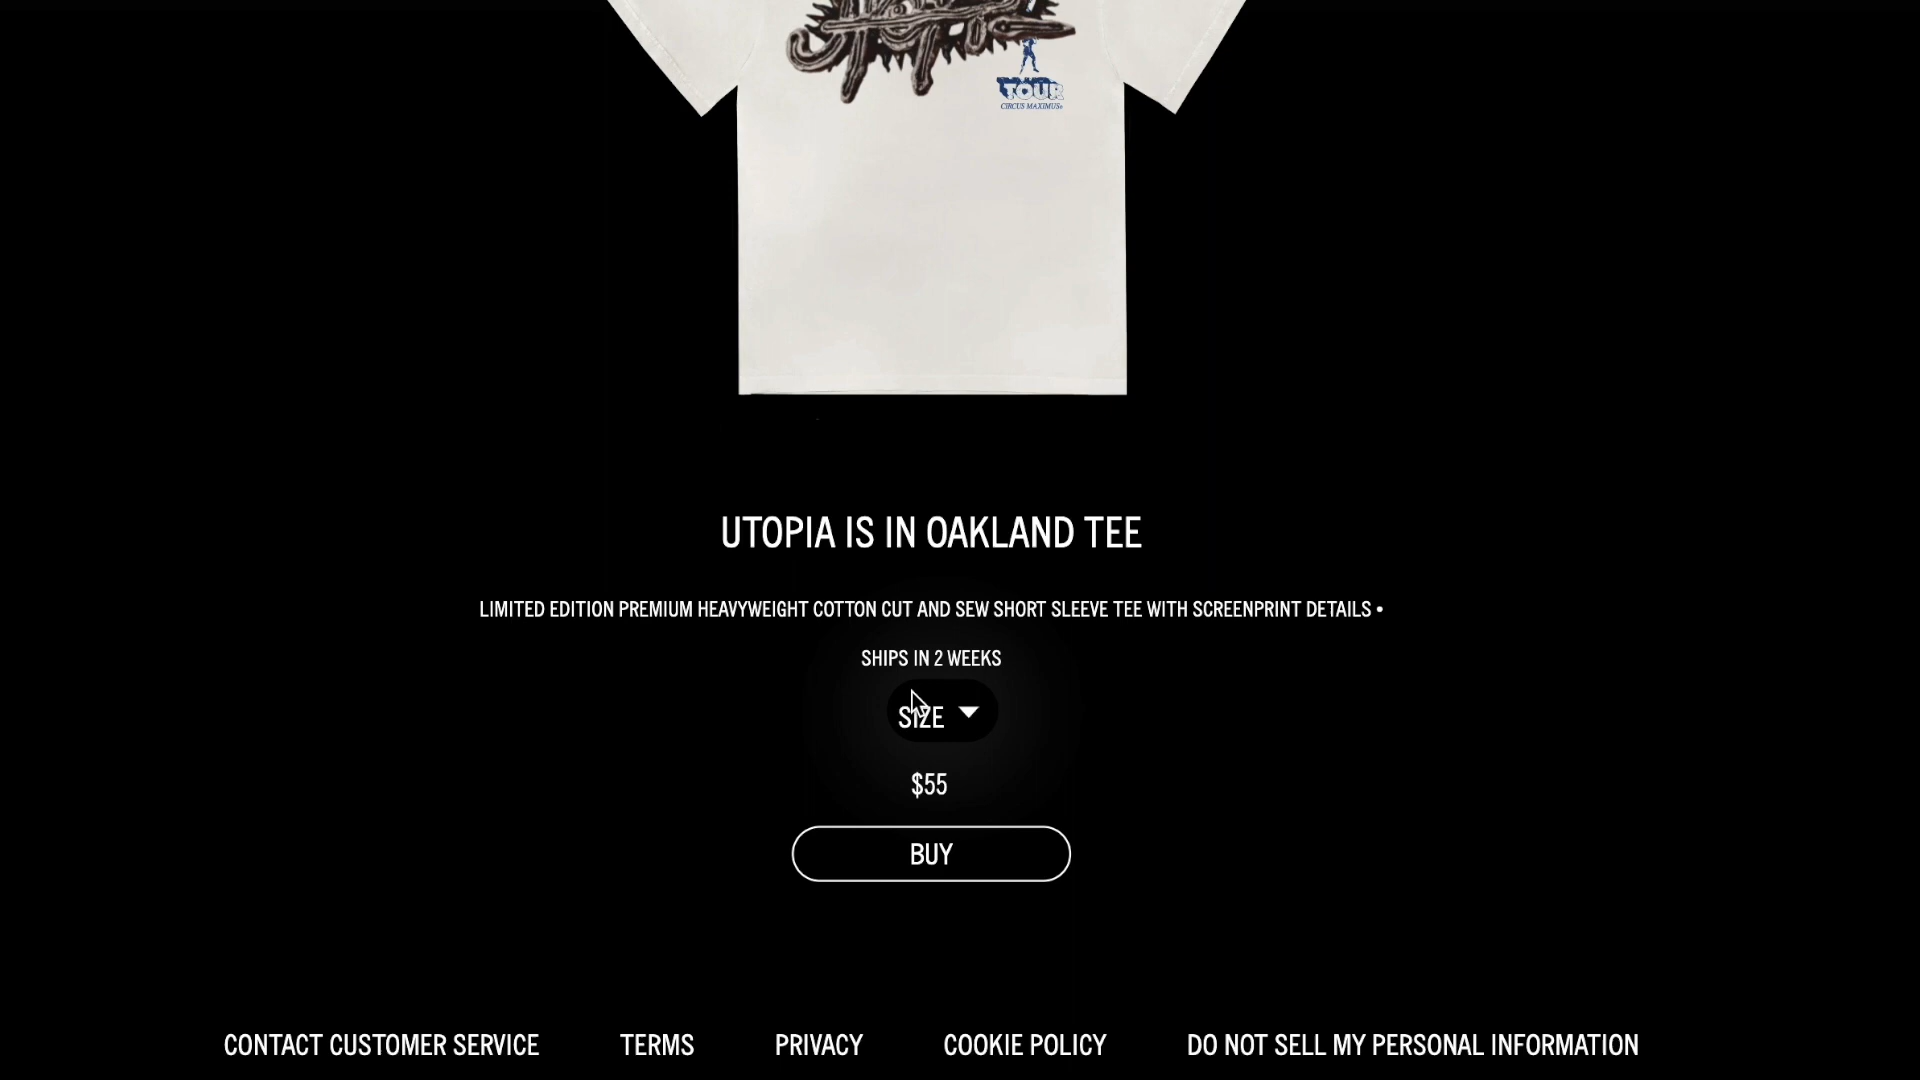 TOUR
CIRCUS MAXIMUS
UTOPIA IS IN OAKLAND TEE
LIMITED EDITION PREMIUM HEAVYWEIGHT COTTON CUT AND SEW SHORT SLEEVE TEE WITH SCREENPRINT DETAILS •
SHIPS IN 2 WEEKS
SIZE
$55
BUY
CONTACT CUSTOMER SERVICE TERMS PRIVACY COOKIE POLICY DO NOT SELL MY PERSONAL INFORMATION